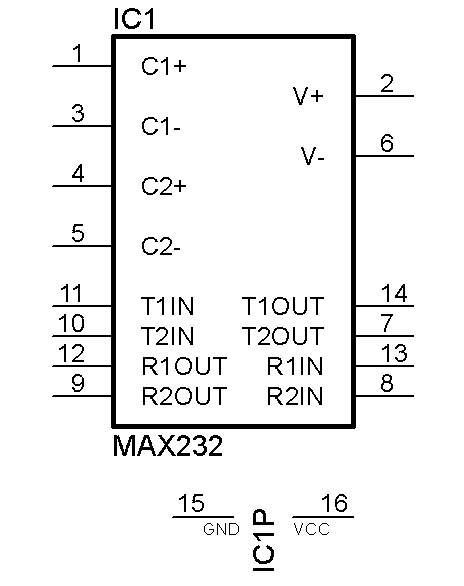 IC1
1 C1+
V+ 2
3 C1-
V- 6
4 C2+
5 C2-
11 T1IN T1OUT 14
10 T2IN T2OUT 7
12 R1OUT R1IN 13
9 R2OUT R2IN 8
MAX232
15 16
GND VCC
IC1P